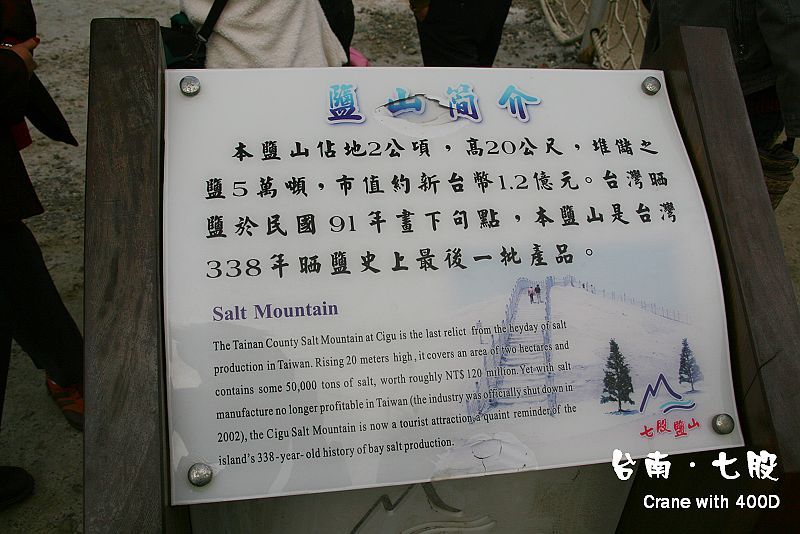 鹽山簡介
本鹽山佔地2公頃，高20公尺，堆儲之
鹽5萬噸，市值約新台幣1.2億元。台灣晒
鹽於民國91年畫下句點，本鹽山是台灣
338年晒鹽史上最後一批產品。
Salt Mountain
The Tainan County Salt Mountain at Cigu is the last relict from the heyday of salt
production in Taiwan. Rising 20 meters high, it covers an area of two hectares and
contains some 50,000 tons of salt, worth roughly NT$ 120 million. Yet with salt
manufacture no longer profitable in Taiwan (the industry was officially shut down in
2002), the Cigu Salt Mountain is now a tourist attraction, a quaint reminder of the
island's 338-year-old history of bay salt production.
七股鹽山
台南・七股
Crane with 400D